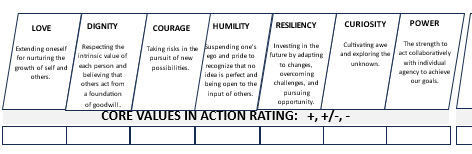 LOVE
Extending oneself
for nurturing the
growth of self and
others.
DIGNITY
Respecting the
intrinsic value of
each person and
believing that
others act from
a foundation
of goodwill.
COURAGE
Taking risks in the
pursuit of new
possibilities.
HUMILITY
Suspending one's
ego and pride to
recognize that no
idea is perfect and
being open to the
input of others.
RESILIENCY
Investing in the
future by adapting
to changes,
overcoming
challenges, and
pursuing
opportunity.
CURIOSITY
Cultivating awe
and exploring the
unknown.
POWER
The strength to
act collaboratively
with individual
agency to achieve
our goals.
CORE VALUES IN ACTION RATING: +, +/-, -